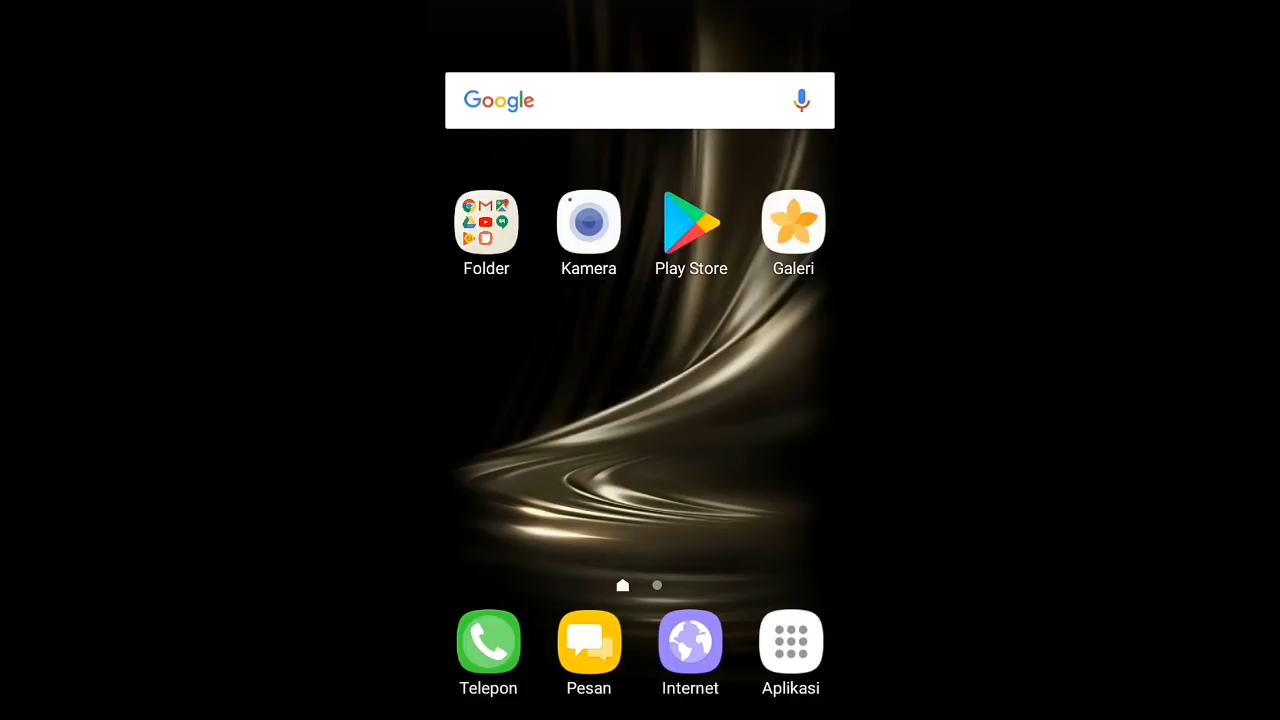 Google
Folder
Kamera
Play Store
Galeri
Telepon
Pesan
Internet
Aplikasi